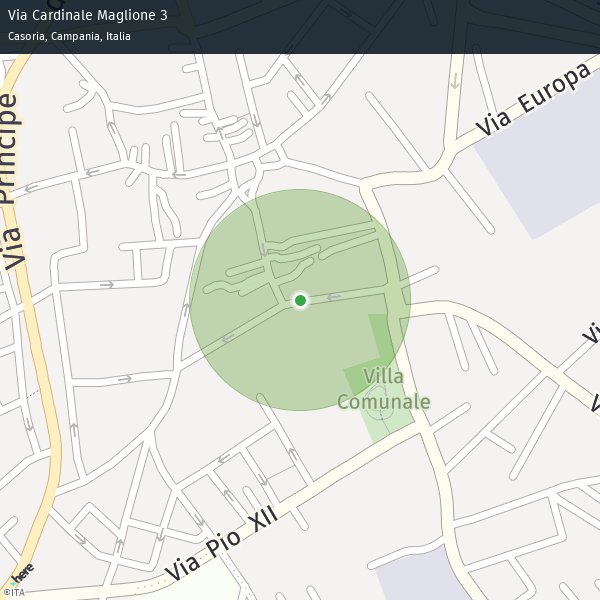 Via Cardinale Maglione 3
Casoria, Campania, Italia
Via Europa
Via Principe
Villa
Comunale
Via Pio XII
here
©ITA